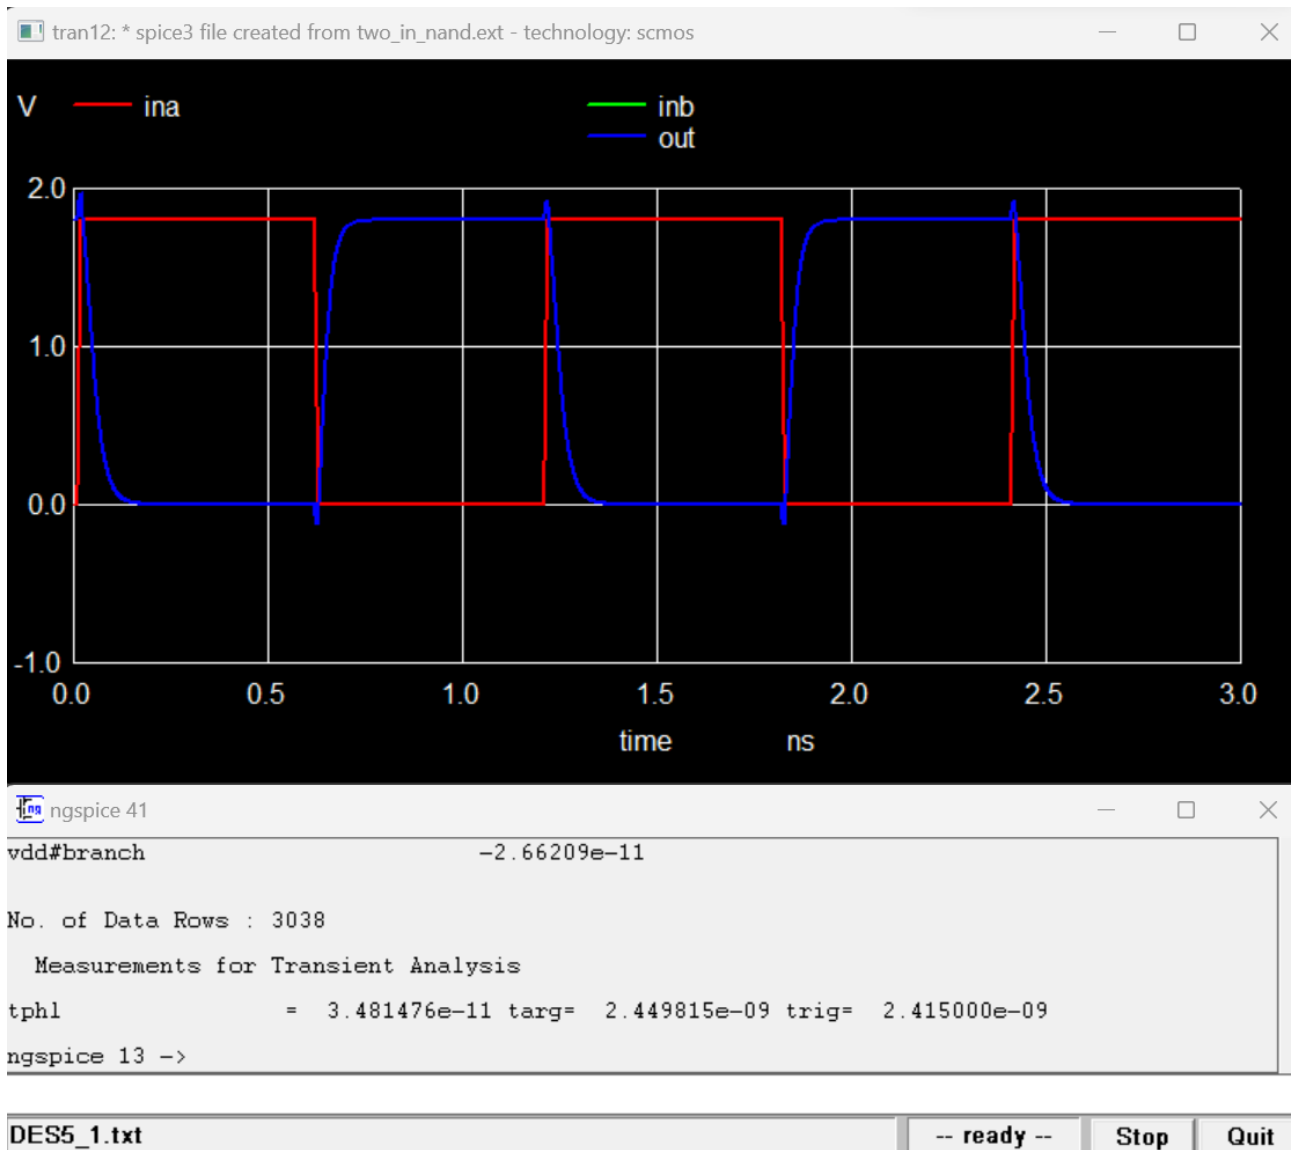 tran12: * spice3 file created from two_in_nand.ext - technology: scmos
V ina inb
out
2.0
1.0
0.0
-1.0
0.0 0.5 1.0 1.5 2.0 2.5 3.0
time ns
ngspice 41
vdd#branch -2.66209e-11
No. of Data Rows : 3038
Measurements for Transient Analysis
tphl = 3.481476e-11 targ= 2.449815e-09 trig= 2.415000e-09
ngspice 13 ->
DES5_1.txt -- ready -- Stop Quit